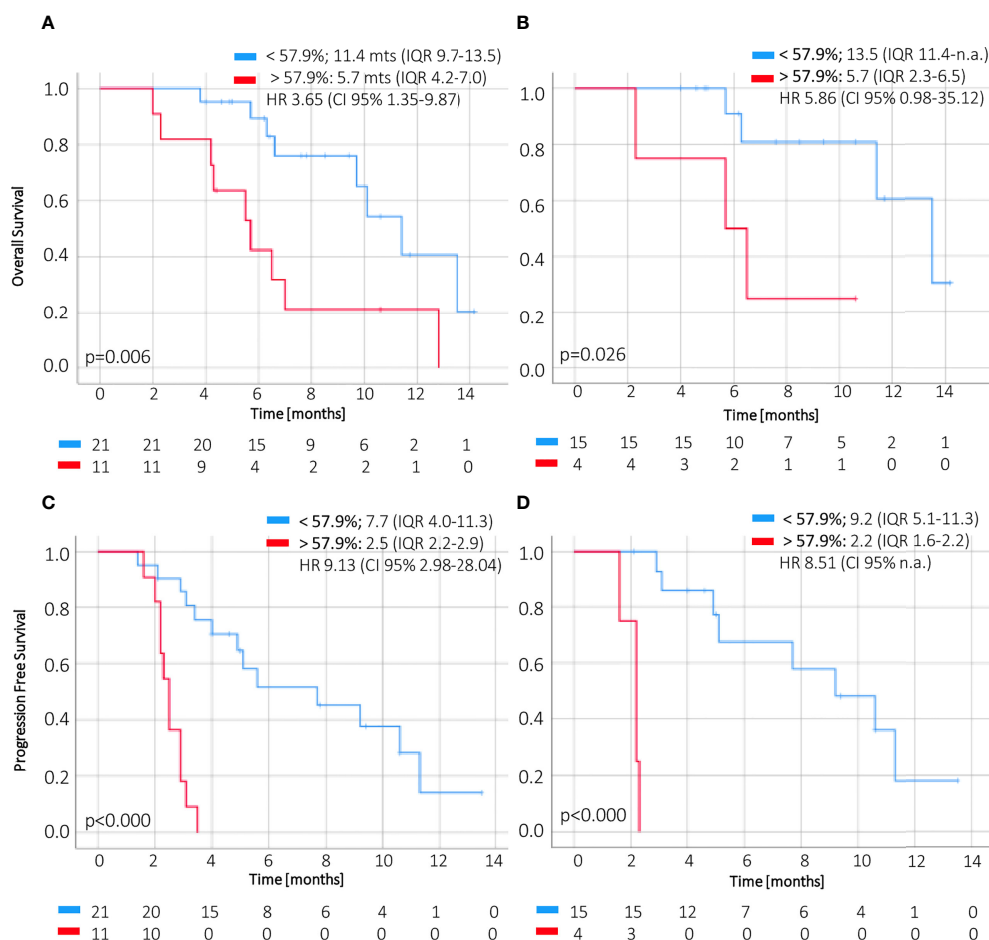 A
< 57.9%; 11.4 mts (IQR 9.7-13.5)
> 57.9%: 5.7 mts (IQR 4.2-7.0)
HR 3.65 (CI 95% 1.35-9.87)
Overall Survival
1.0
0.8
0.6
0.4
0.2
0.0
p=0.006
0 2 4 6 8 10 12 14
Time [months]
21 21 20 15 9 6 2 1
11 11 9 4 2 2 1 0
B
< 57.9%; 13.5 (IQR 11.4-n.a.)
> 57.9%: 5.7 (IQR 2.3-6.5)
HR 5.86 (CI 95% 0.98-35.12)
1.0
0.8
0.6
0.4
0.2
0.0
p=0.026
0 2 4 6 8 10 12 14
Time [months]
15 15 15 10 7 5 2 1
4 4 3 2 1 1 0 0
C
< 57.9%; 7.7 (IQR 4.0-11.3)
> 57.9%: 2.5 (IQR 2.2-2.9)
HR 9.13 (CI 95% 2.98-28.04)
Progression Free Survival
1.0
0.8
0.6
0.4
0.2
0.0
p<0.000
0 2 4 6 8 10 12 14
Time [months]
21 20 15 8 6 4 1 0
11 10 0 0 0 0 0 0
D
< 57.9%; 9.2 (IQR 5.1-11.3)
> 57.9%: 2.2 (IQR 1.6-2.2)
HR 8.51 (CI 95% n.a.)
1.0
0.8
0.6
0.4
0.2
0.0
p<0.000
0 2 4 6 8 10 12 14
Time [months]
15 15 12 7 6 4 1 0
4 3 0 0 0 0 0 0